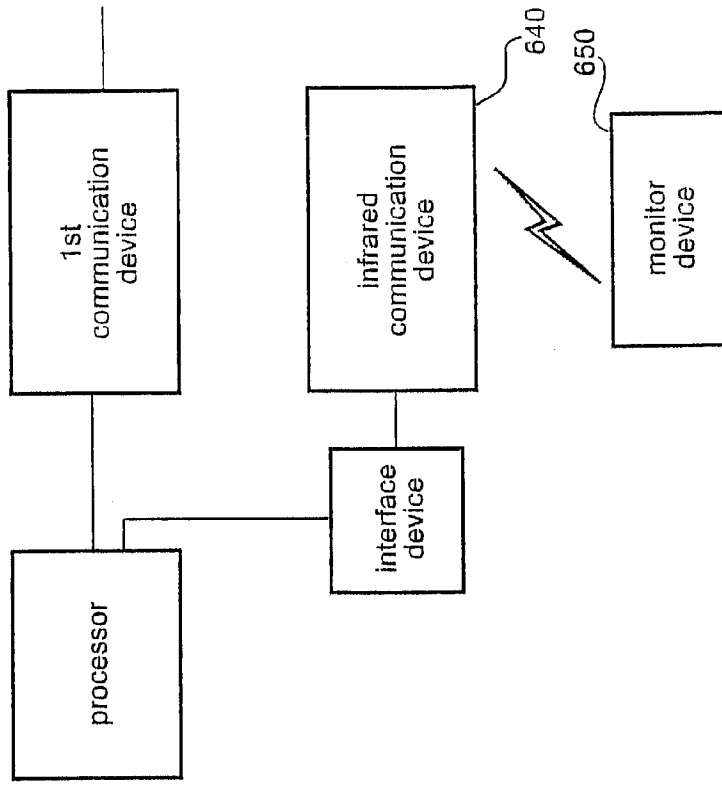 processor
1st
communication
device
interface
device
infrared
communication
device
640
monitor
device
650